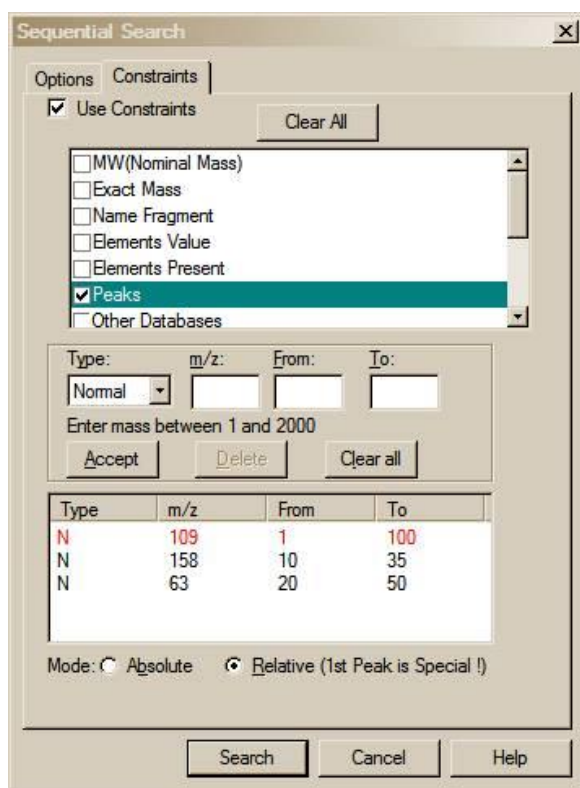 Sequential Search
Options Constraints
Use Constraints Clear All
MW(Nominal Mass)
Exact Mass
Name Fragment
Elements Value
Elements Present
Peaks
Other Databases
Type: m/z: From: To:
Normal
Enter mass between 1 and 2000
Accept Delete Clear all
Type m/z From To
N 109 1 100
N 158 10 35
N 63 20 50
Mode: Absolute Relative (1st Peak is Special !)
Search Cancel Help